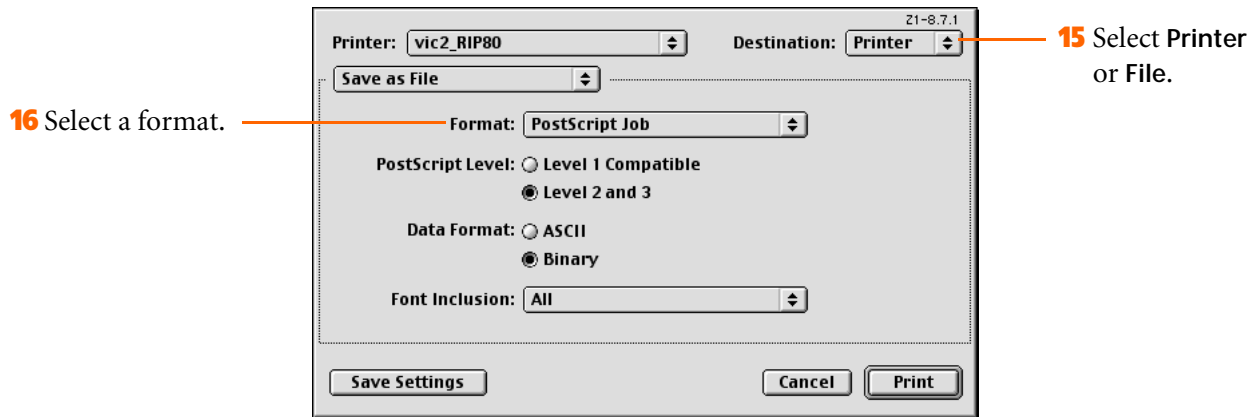 Z1-8.7.1
Printer: vic2_RIP80 Destination: Printer
15 Select Printer
or File.
Save as File
16 Select a format.
Format: PostScript Job
PostScript Level: Level 1 Compatible
Level 2 and 3
Data Format: ASCII
Binary
Font Inclusion: All
Save Settings Cancel Print